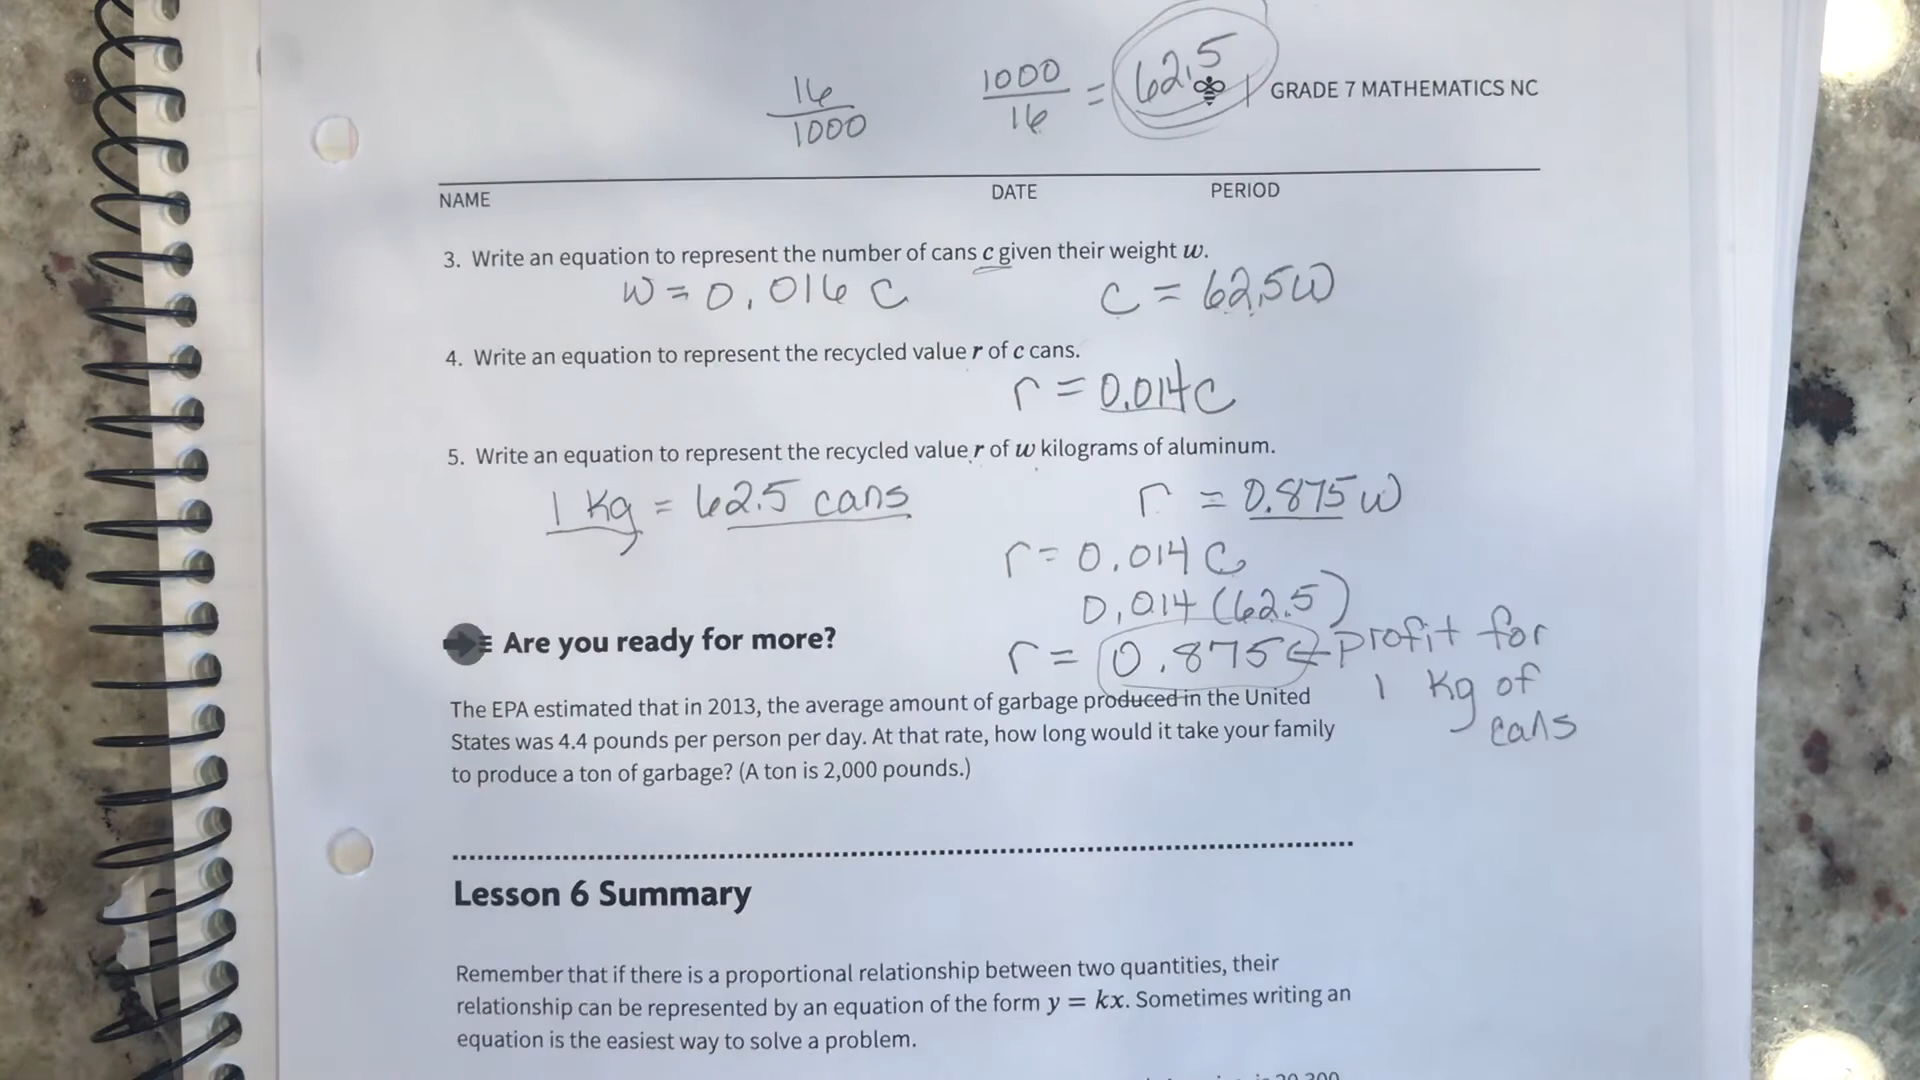 16
1000
1000
16
= 62.5
GRADE 7 MATHEMATICS NC
NAME DATE PERIOD
3. Write an equation to represent the number of cans c given their weight w.
w = 0.016 c c = 62.5w
4. Write an equation to represent the recycled value r of c cans.
r = 0.014c
5. Write an equation to represent the recycled value r of w kilograms of aluminum.
1 kg = 62.5 cans r = 0.875w
r = 0.014 c
0.014 (62.5)
r = 0.875 ← profit for
1 kg of
cans
Are you ready for more?
The EPA estimated that in 2013, the average amount of garbage produced in the United
States was 4.4 pounds per person per day. At that rate, how long would it take your family
to produce a ton of garbage? (A ton is 2,000 pounds.)
Lesson 6 Summary
Remember that if there is a proportional relationship between two quantities, their
relationship can be represented by an equation of the form y = kx. Sometimes writing an
equation is the easiest way to solve a problem.